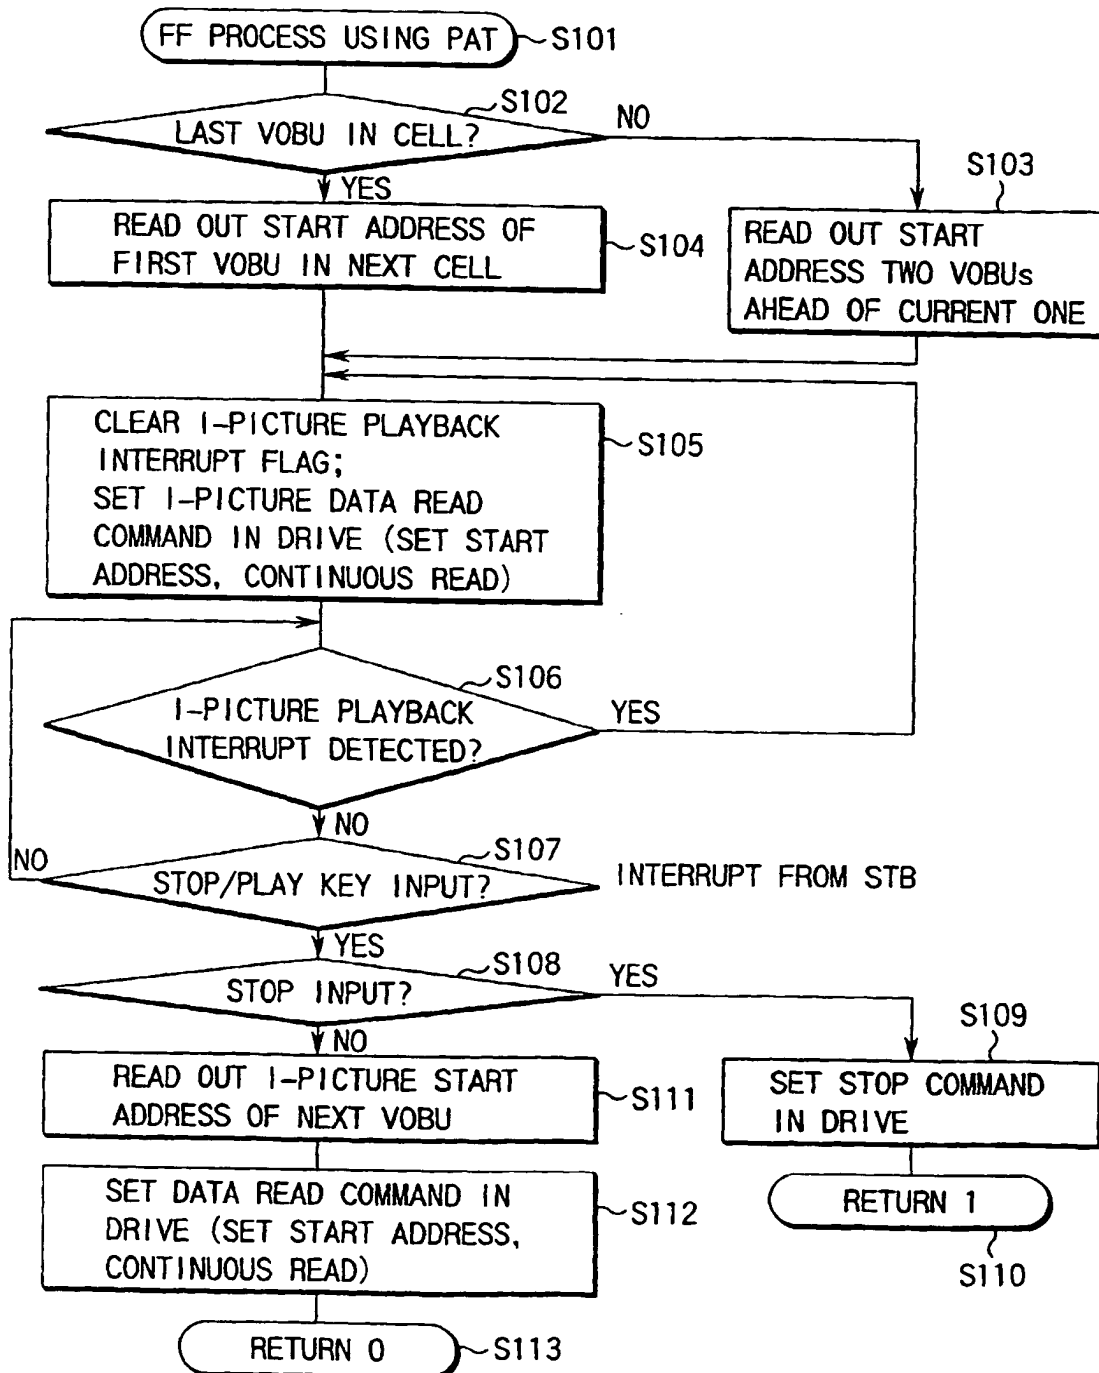 FF PROCESS USING PAT
S101
S102
LAST VOBU IN CELL?
NO
YES
S103
READ OUT START ADDRESS OF
FIRST VOBU IN NEXT CELL
S104
READ OUT START
ADDRESS TWO VOBUs
AHEAD OF CURRENT ONE
CLEAR I-PICTURE PLAYBACK
INTERRUPT FLAG;
SET I-PICTURE DATA READ
COMMAND IN DRIVE (SET START
ADDRESS, CONTINUOUS READ)
S105
S106
I-PICTURE PLAYBACK
INTERRUPT DETECTED?
YES
NO
S107
NO
STOP/PLAY KEY INPUT?
INTERRUPT FROM STB
YES
S108
STOP INPUT?
YES
NO
S109
READ OUT I-PICTURE START
ADDRESS OF NEXT VOBU
S111
SET STOP COMMAND
IN DRIVE
SET DATA READ COMMAND IN
DRIVE (SET START ADDRESS,
CONTINUOUS READ)
S112
RETURN 1
S110
RETURN 0
S113